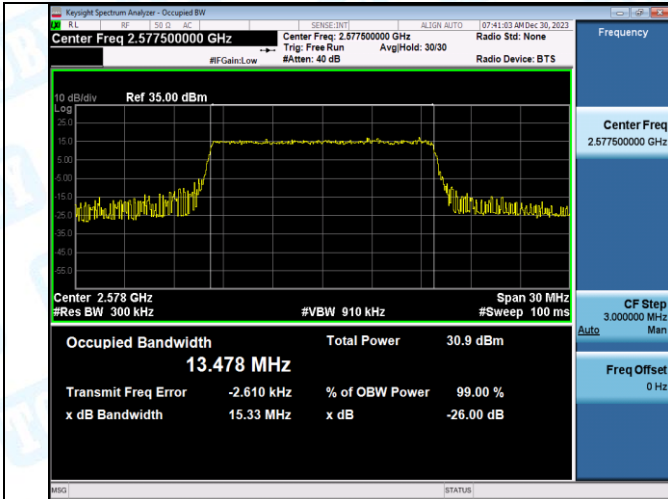 Keysight Spectrum Analyzer - Occupied BW
RL RF 50 Ω AC SENSE:INT ALIGN AUTO 07:41:03 AM Dec 30, 2023
Center Freq 2.577500000 GHz Center Freq: 2.577500000 GHz Radio Std: None Frequency
Trig: Free Run Avg|Hold: 30/30
#IFGain:Low #Atten: 40 dB Radio Device: BTS
10 dB/div Ref 35.00 dBm
Log
25.0
15.0
5.00
-5.00
-15.0
-25.0
-35.0
-45.0
-55.0
Center Freq
2.577500000 GHz
Center 2.578 GHz Span 30 MHz
#Res BW 300 kHz #VBW 910 kHz #Sweep 100 ms
CF Step
3.000000 MHz
Auto Man
Occupied Bandwidth Total Power 30.9 dBm
13.478 MHz
Freq Offset
0 Hz
Transmit Freq Error -2.610 kHz % of OBW Power 99.00 %
x dB Bandwidth 15.33 MHz x dB -26.00 dB
MSG STATUS